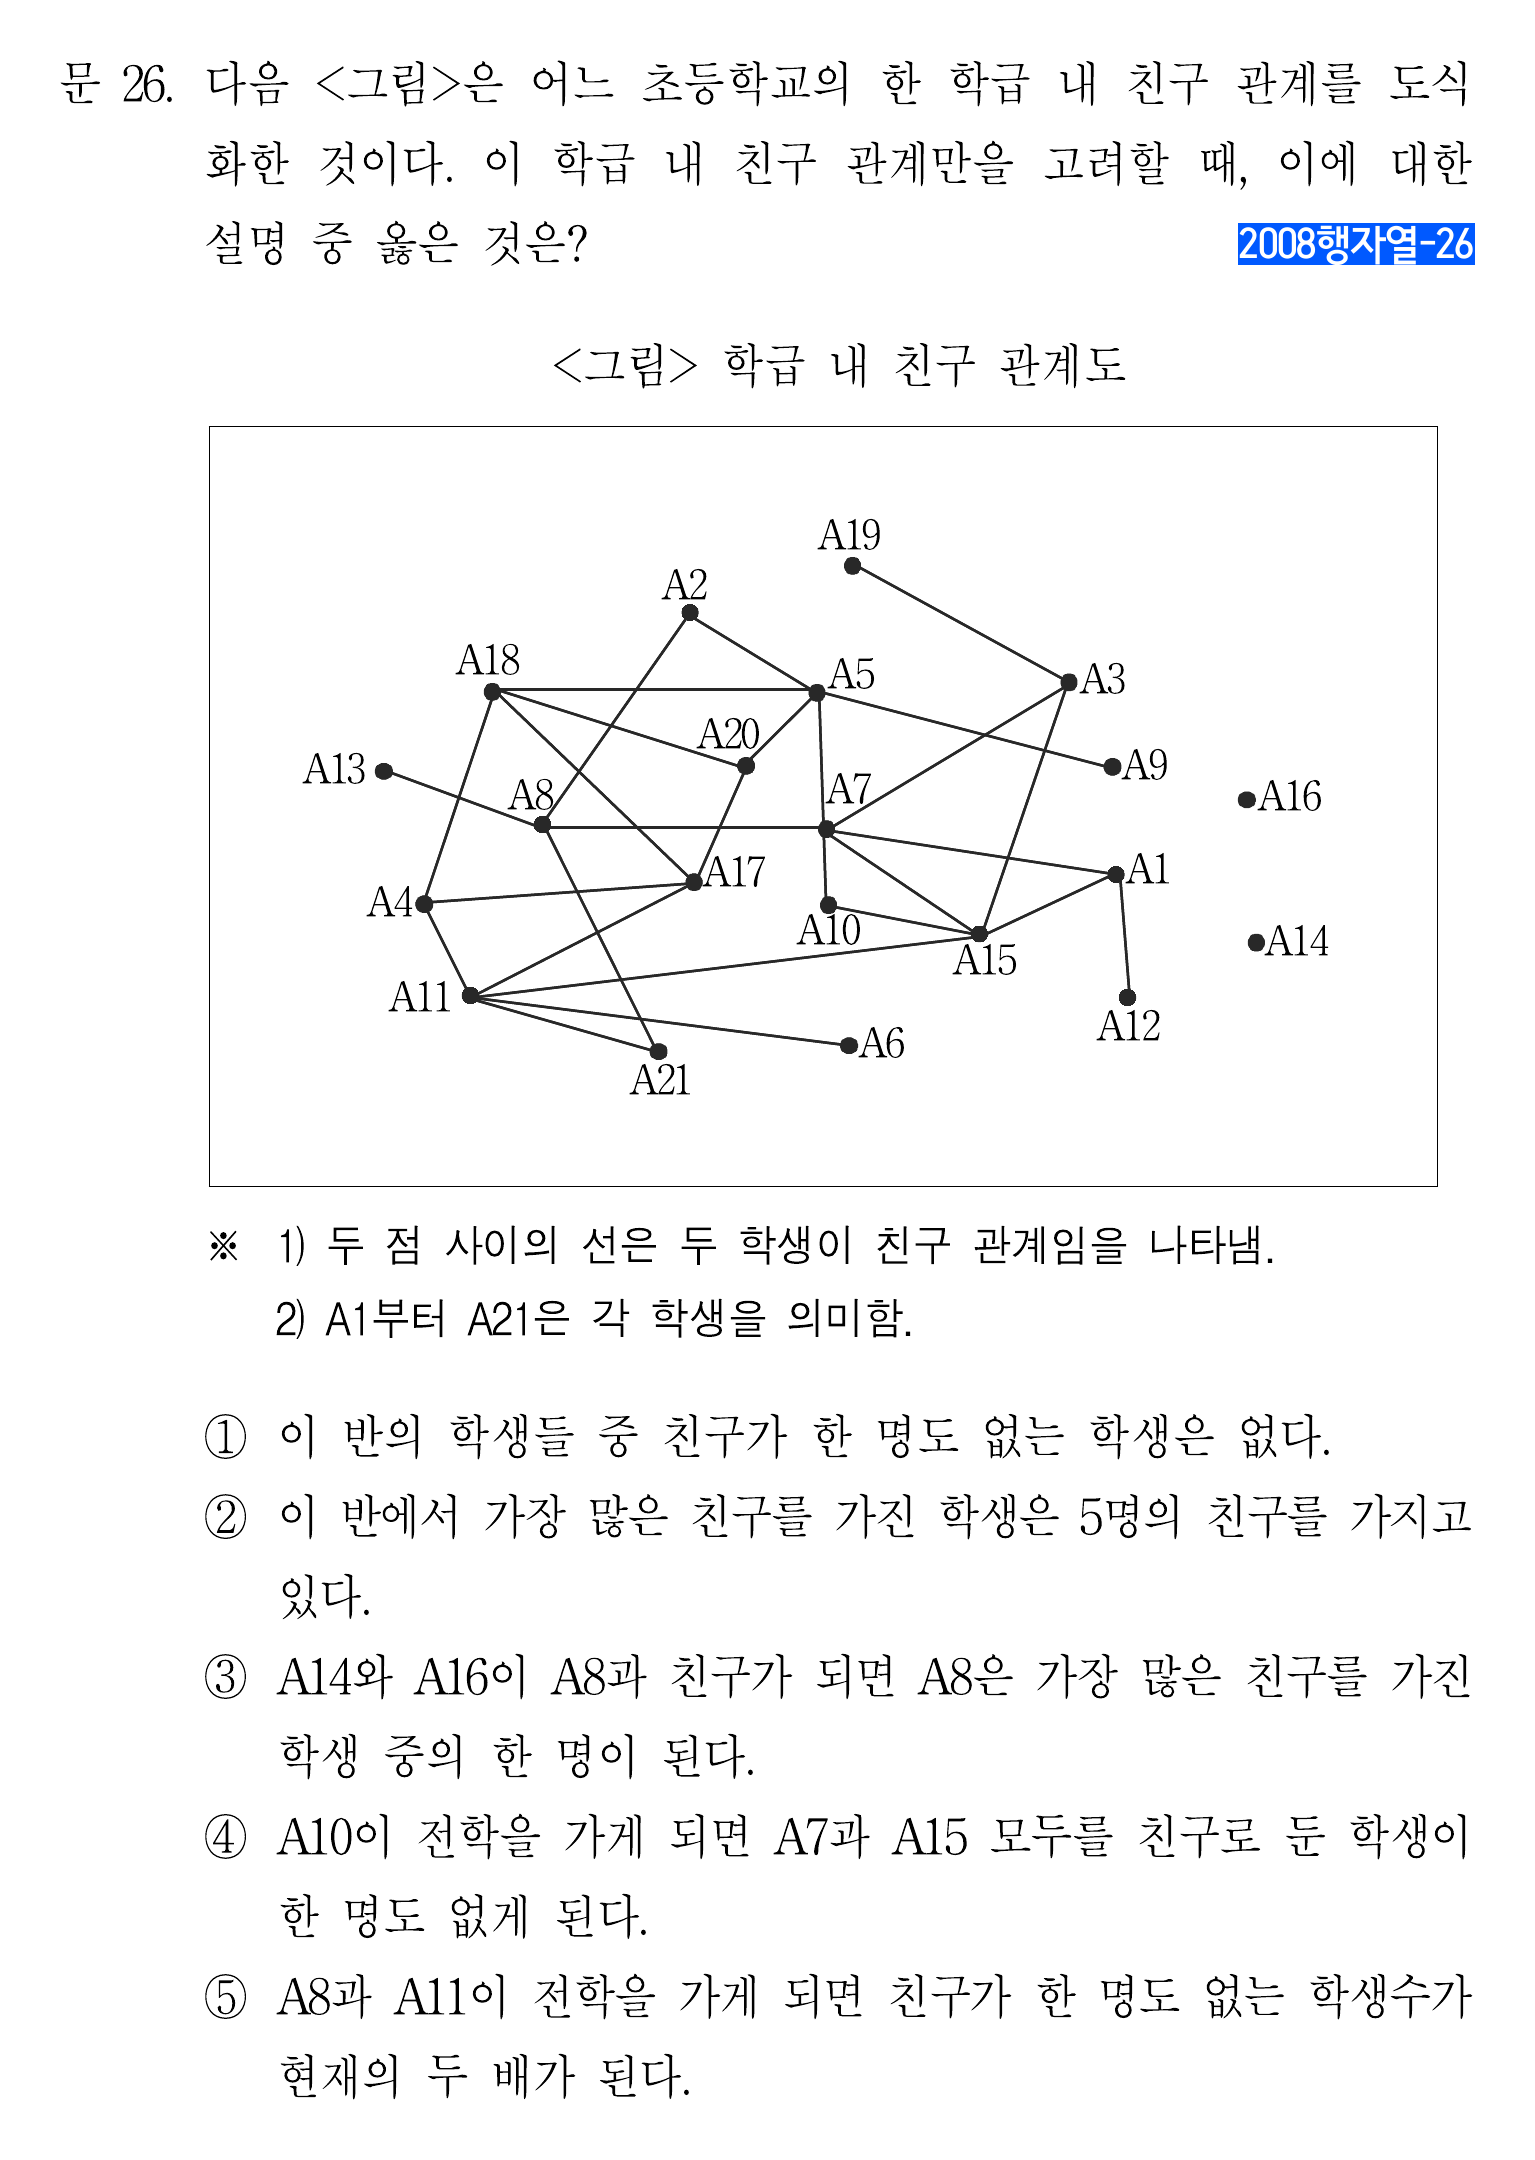 문 26. 다음 <그림>은 어느 초등학교의 한 학급 내 친구 관계를 도식
화한 것이다. 이 학급 내 친구 관계만을 고려할 때, 이에 대한
설명 중 옳은 것은? 2008행자열-26
<그림> 학급 내 친구 관계도
A19
A2
A18
A5
A3
A20
A13
A9
A8
A7
A16
A17
A1
A4
A10
A15
A14
A11
A12
A6
A21
※ 1) 두 점 사이의 선은 두 학생이 친구 관계임을 나타냄.
2) A1부터 A21은 각 학생을 의미함.
① 이 반의 학생들 중 친구가 한 명도 없는 학생은 없다.
② 이 반에서 가장 많은 친구를 가진 학생은 5명의 친구를 가지고
있다.
③ A14와 A16이 A8과 친구가 되면 A8은 가장 많은 친구를 가진
학생 중의 한 명이 된다.
④ A10이 전학을 가게 되면 A7과 A15 모두를 친구로 둔 학생이
한 명도 없게 된다.
⑤ A8과 A11이 전학을 가게 되면 친구가 한 명도 없는 학생수가
현재의 두 배가 된다.